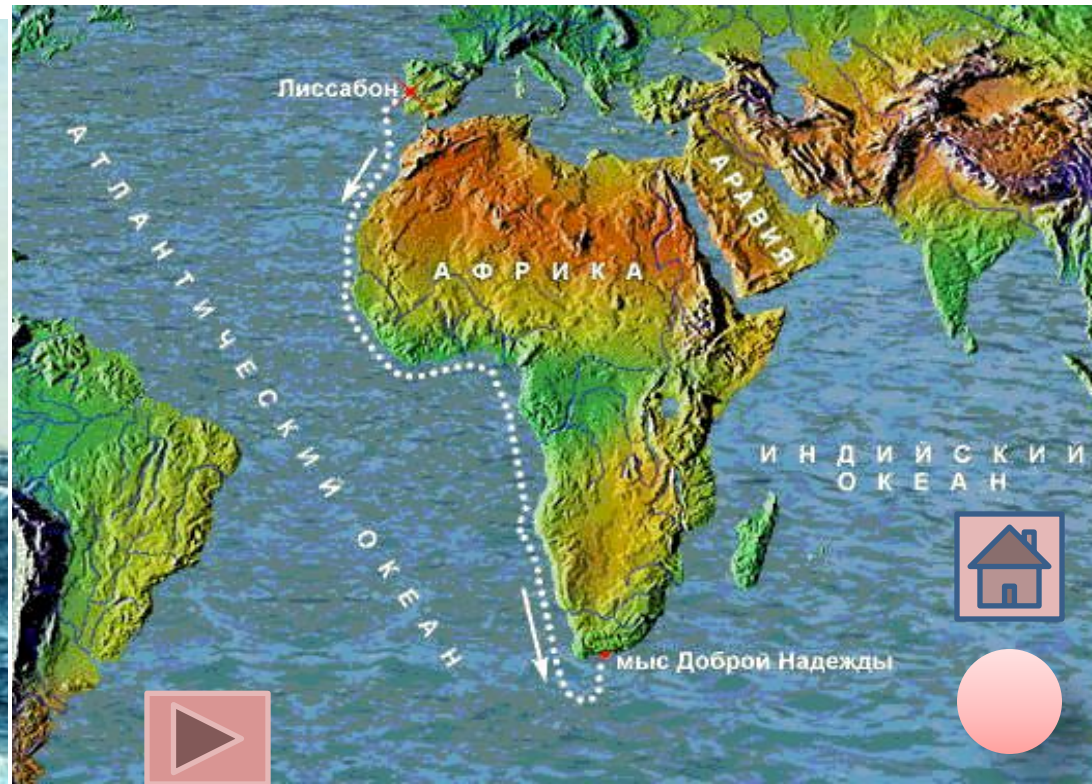 Лиссабон
АТЛАНТИЧЕСКИЙ ОКЕАН
АФРИКА
АРАВИЯ
ИНДИЙСКИЙ
ОКЕАН
мыс Доброй Надежды